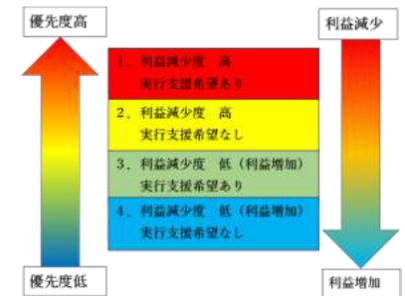 優先度高
利益減少
1. 利益減少度　高
実行支援希望あり
2. 利益減少度　高
実行支援希望なし
3. 利益減少度　低（利益増加）
実行支援希望あり
4. 利益減少度　低（利益増加）
実行支援希望なし
優先度低
利益増加